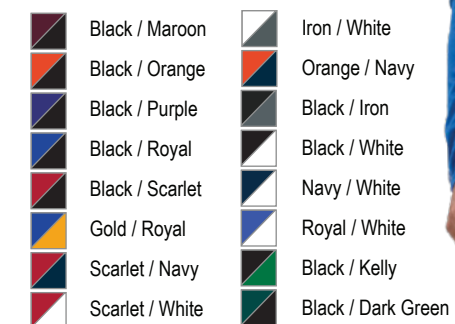 Black / Maroon
Black / Orange
Black / Purple
Black / Royal
Black / Scarlet
Gold / Royal
Scarlet / Navy
Scarlet / White
Iron / White
Orange / Navy
Black / Iron
Black / White
Navy / White
Royal / White
Black / Kelly
Black / Dark Green